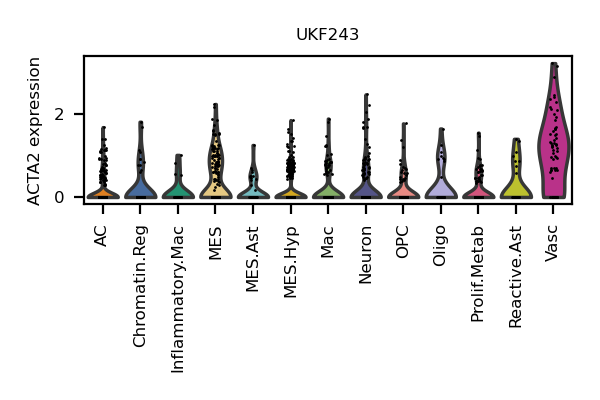 UKF243
ACTA2 expression
2
0
AC
Chromatin.Reg
Inflammatory.Mac
MES
MES.Ast
MES.Hyp
Mac
Neuron
OPC
Oligo
Prolif.Metab
Reactive.Ast
Vasc